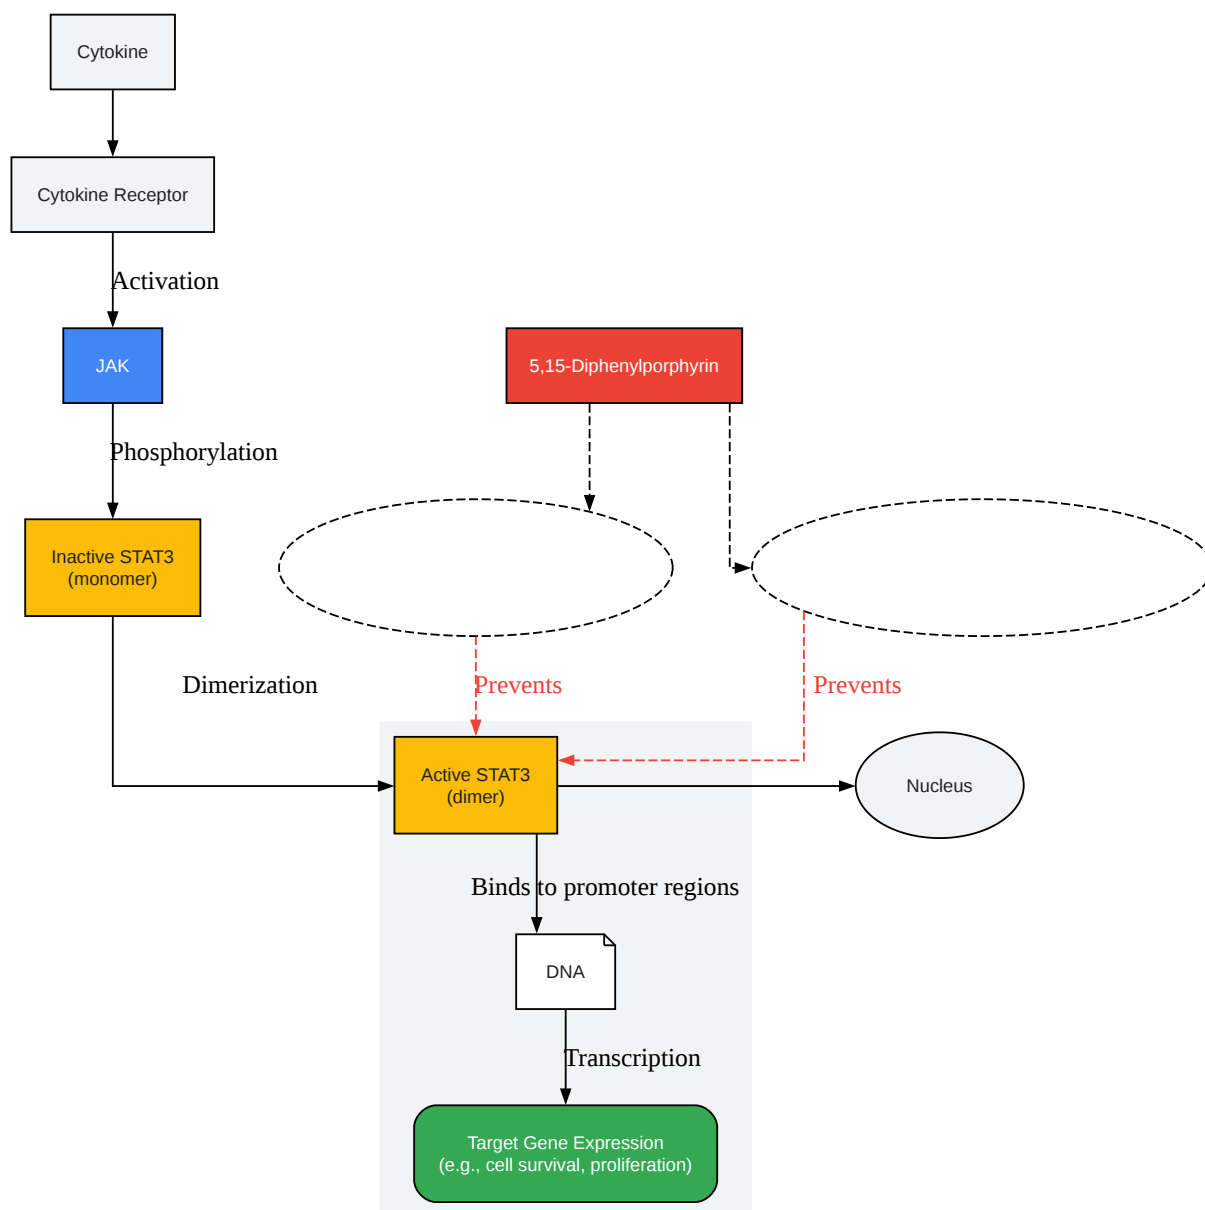 Cytokine
Cytokine Receptor
Activation
JAK
5,15-Diphenylporphyrin
Phosphorylation
Inactive STAT3
(monomer)
Dimerization
Prevents
Prevents
Active STAT3
(dimer)
Nucleus
Binds to promoter regions
DNA
Transcription
Target Gene Expression
(e.g., cell survival, proliferation)